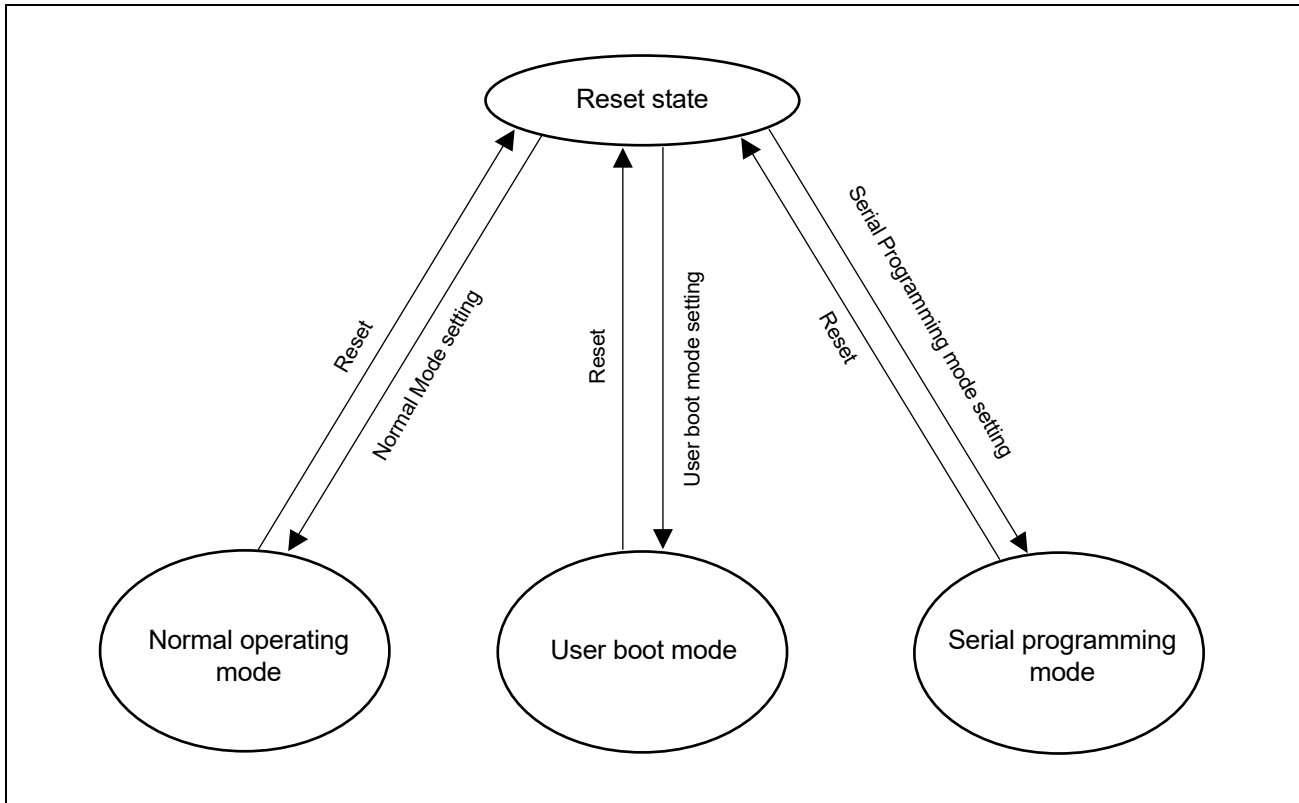 Reset state
Reset
Normal Mode setting
Reset
User boot mode setting
Reset
Serial Programming mode setting
Normal operating
mode
User boot mode
Serial programming
mode